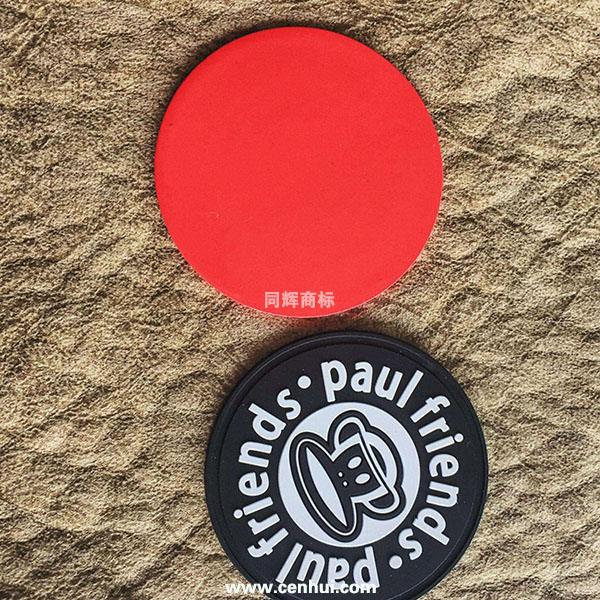 同辉商标
paul friends • paul friends •
www.cenhui.com